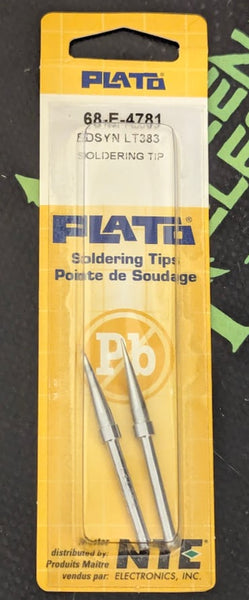 PLATO
68-E-4781
EDSYN LT383
SOLDERING TIP
PLATO
Soldering Tips
Pointe de Soudage
Pb
Master
distributed by:
Produits Maître
vendus par:
NTE
ELECTRONICS, INC.